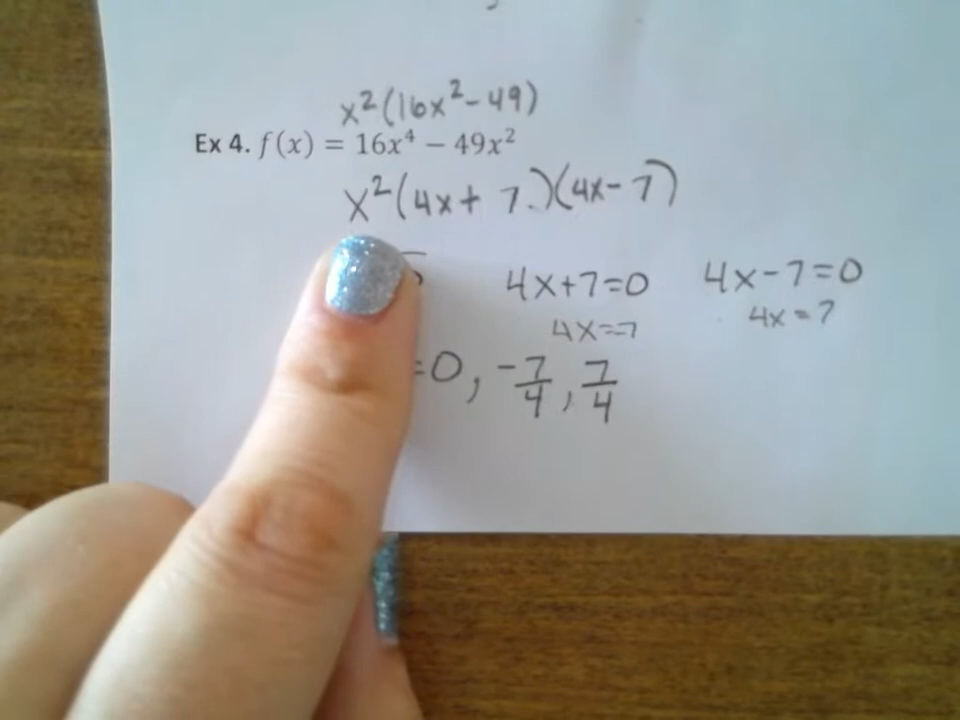 x²(16x²-49)
Ex 4. f(x) = 16x⁴ − 49x²
x²(4x+7)(4x-7)
4x+7=0 4x-7=0
4x=-7 4x=7
=0, -7/4, 7/4